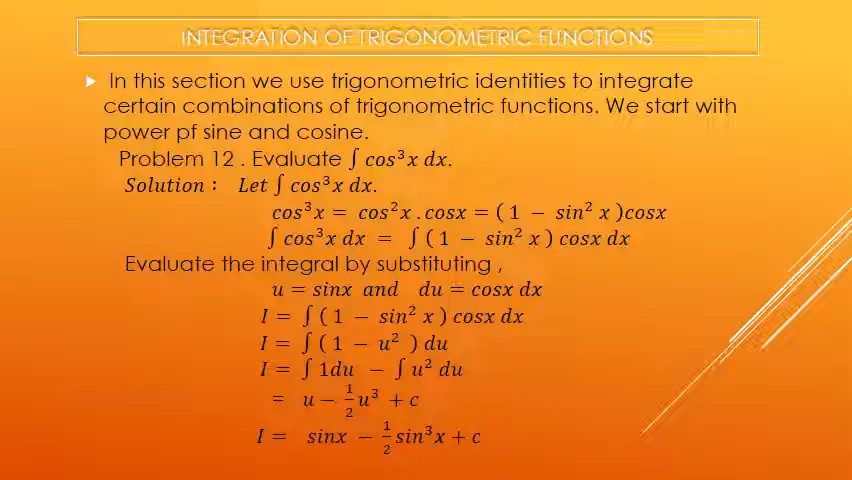 INTEGRATION OF TRIGONOMETRIC FUNCTIONS
In this section we use trigonometric identities to integrate
certain combinations of trigonometric functions. We start with
power pf sine and cosine.
Problem 12 . Evaluate ∫ cos³x dx.
Solution : Let ∫ cos³x dx.
cos³x = cos²x . cosx = ( 1 − sin² x )cosx
∫ cos³x dx = ∫ ( 1 − sin² x ) cosx dx
Evaluate the integral by substituting ,
u = sinx and du = cosx dx
I = ∫ ( 1 − sin² x ) cosx dx
I = ∫ ( 1 − u² ) du
I = ∫ 1du − ∫ u² du
= u − 1/2 u³ + c
I = sinx − 1/2 sin³x + c